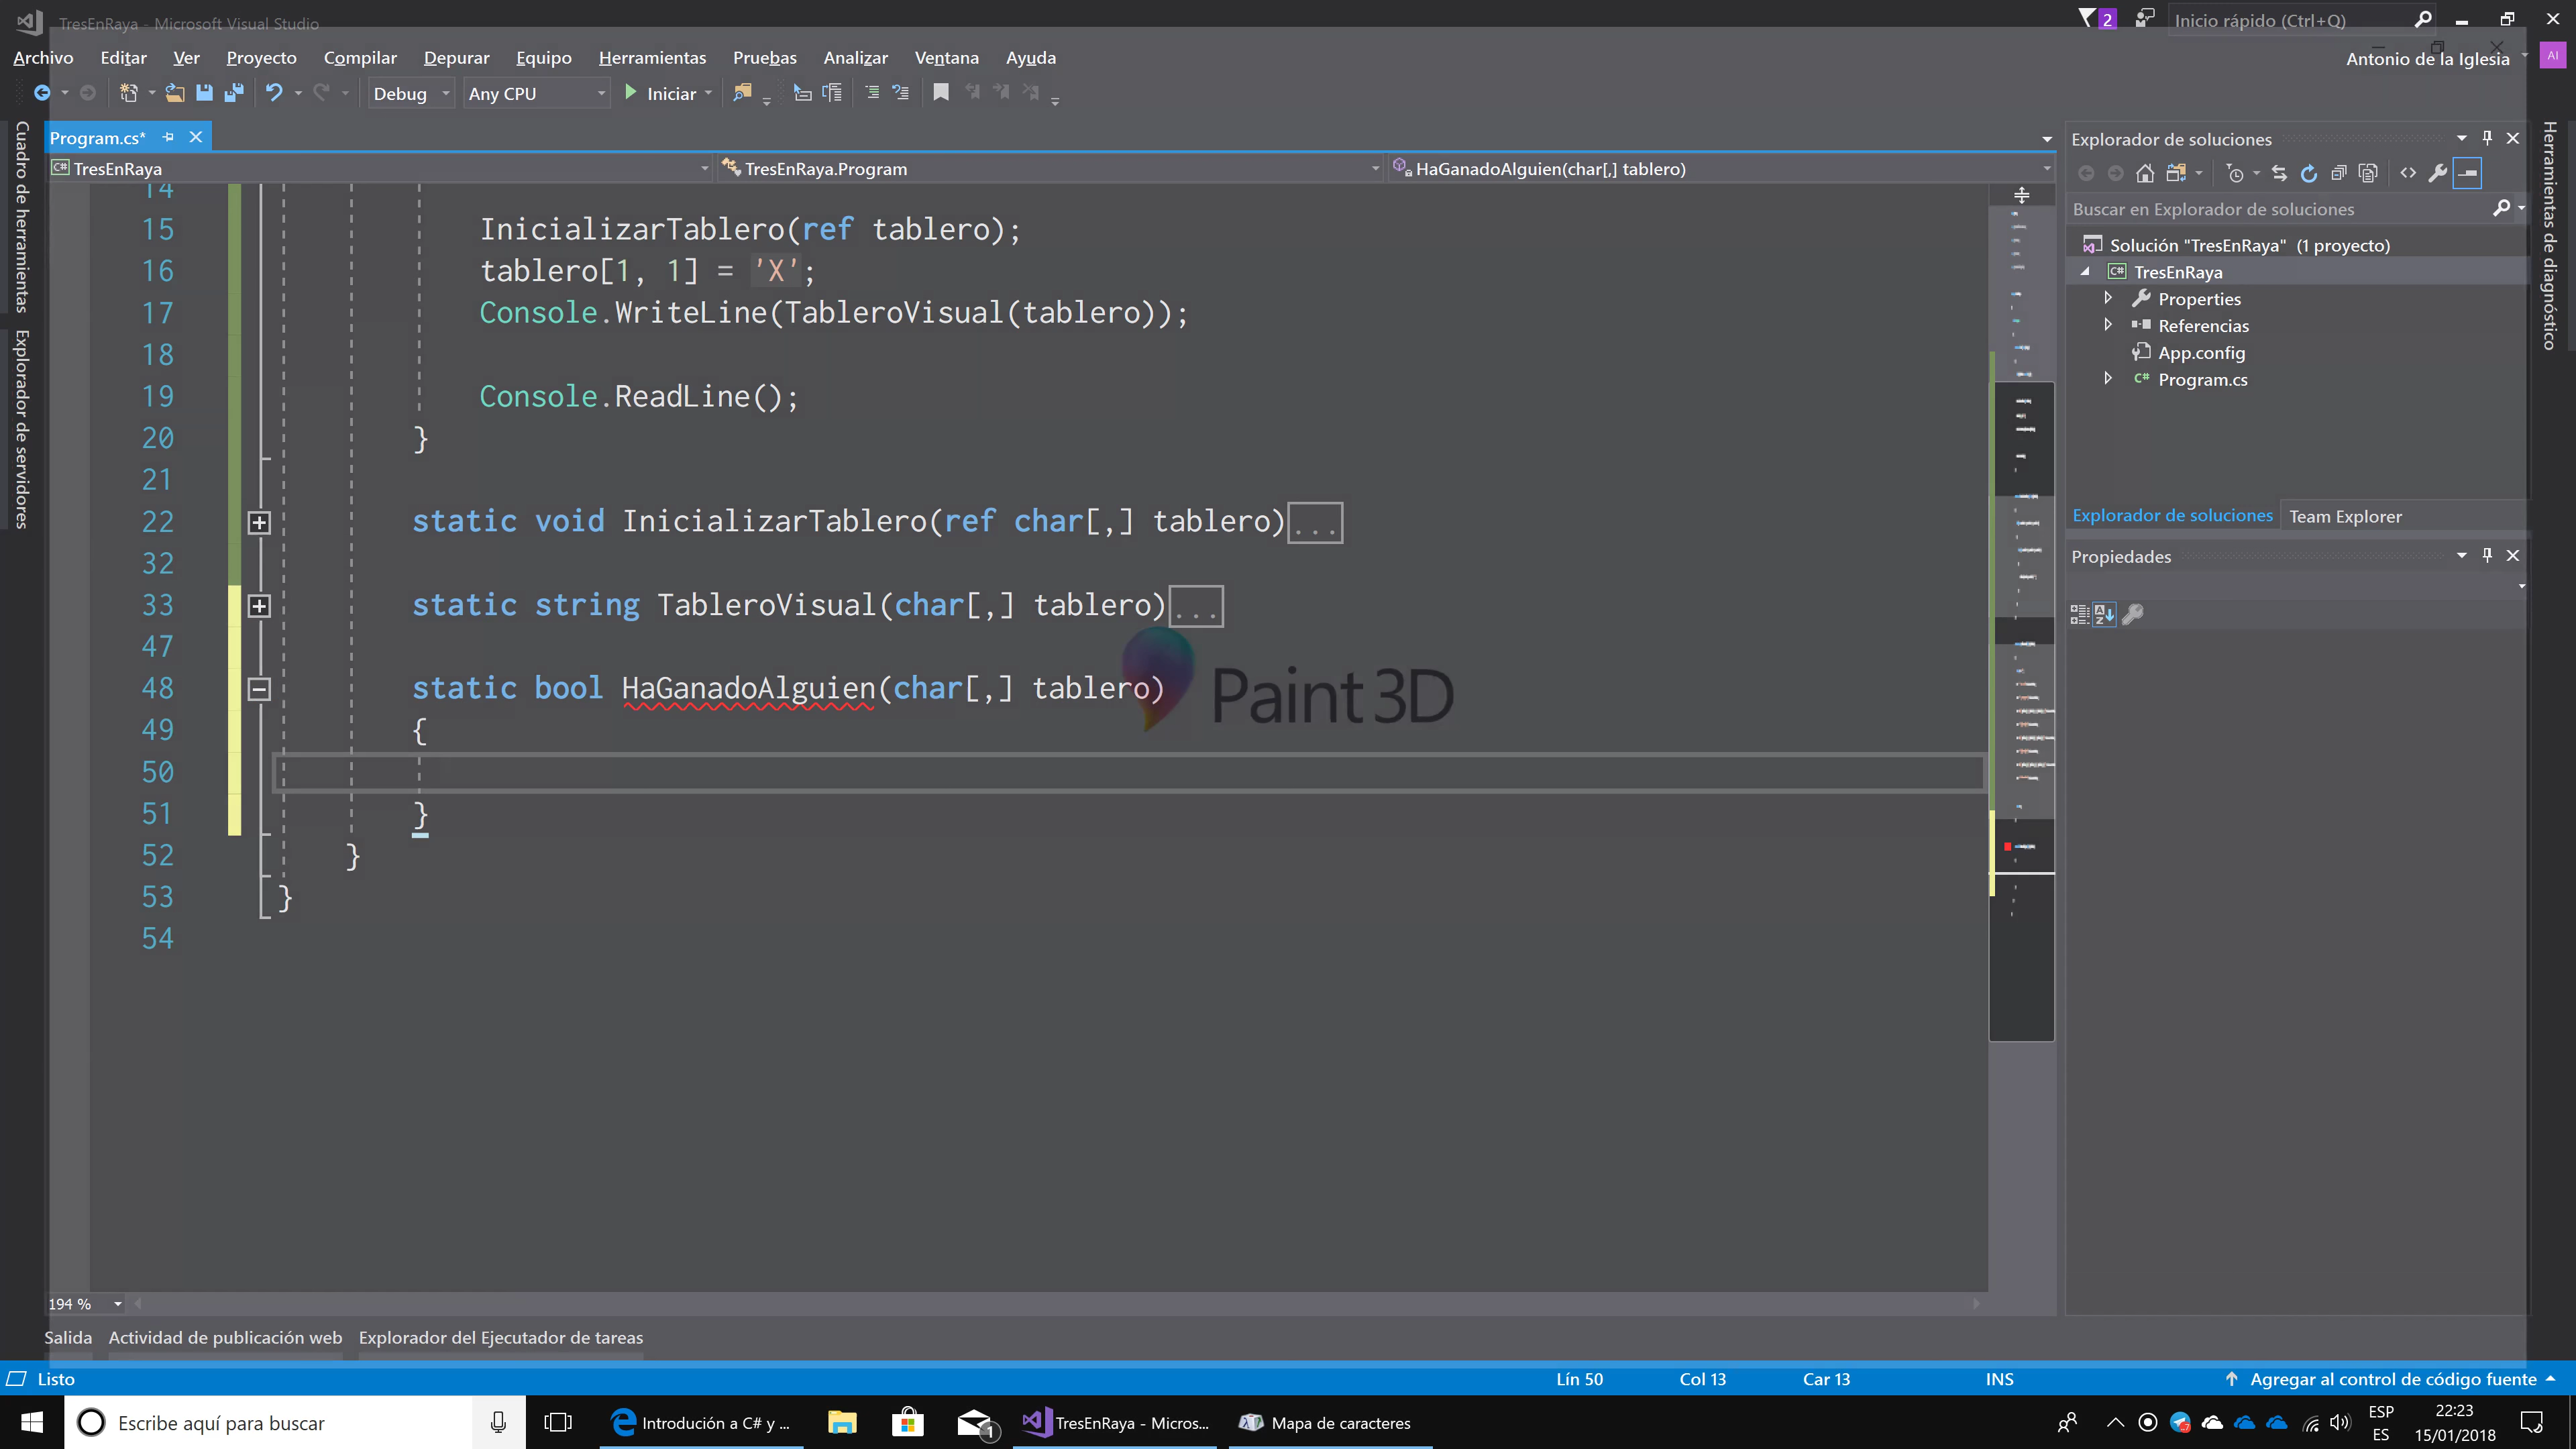 TresEnRaya - Microsoft Visual Studio
2
Inicio rápido (Ctrl+Q)
Archivo Editar Ver Proyecto Compilar Depurar Equipo Herramientas Pruebas Analizar Ventana Ayuda
Antonio de la Iglesia
AI
Debug Any CPU Iniciar
Cuadro de herramientas
Explorador de servidores
Program.cs*
TresEnRaya TresEnRaya.Program HaGanadoAlguien(char[,] tablero)
14
15 InicializarTablero(ref tablero);
16 tablero[1, 1] = 'X';
17 Console.WriteLine(TableroVisual(tablero));
18
19 Console.ReadLine();
20 }
21
22 static void InicializarTablero(ref char[,] tablero)...
32
33 static string TableroVisual(char[,] tablero)...
47
48 static bool HaGanadoAlguien(char[,] tablero)
49 {
50
51 }
52 }
53 }
54
Paint 3D
194 %
Explorador de soluciones
Buscar en Explorador de soluciones
Solución "TresEnRaya" (1 proyecto)
C# TresEnRaya
Properties
Referencias
App.config
C# Program.cs
Explorador de soluciones Team Explorer
Propiedades
Herramientas de diagnóstico
Salida Actividad de publicación web Explorador del Ejecutador de tareas
Listo Lín 50 Col 13 Car 13 INS Agregar al control de código fuente
Escribe aquí para buscar
Introducción a C# y ...
1
TresEnRaya - Micros...
Mapa de caracteres
ESP
ES
22:23
15/01/2018